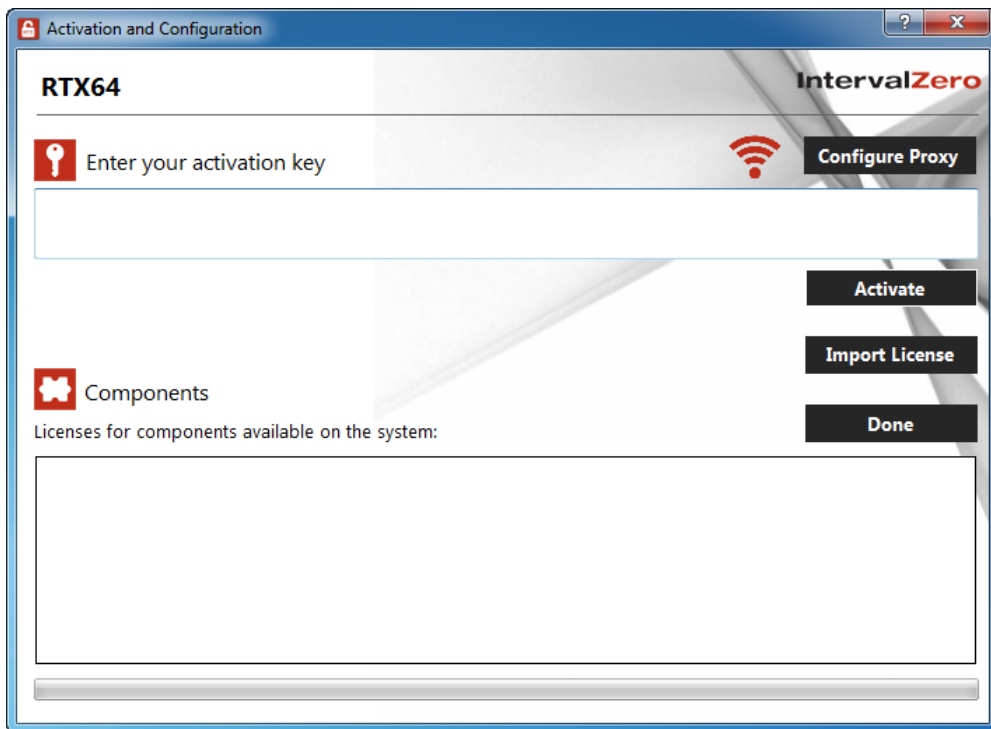 Activation and Configuration
RTX64
IntervalZero
Enter your activation key
Configure Proxy
Activate
Import License
Components
Licenses for components available on the system:
Done